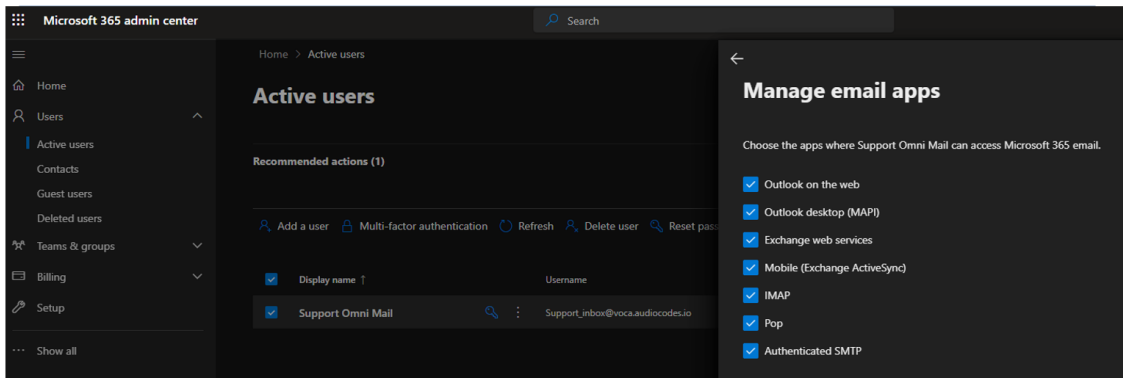 Microsoft 365 admin center
Search
Home
Users
Active users
Contacts
Guest users
Deleted users
Teams & groups
Billing
Setup
Show all
Home > Active users
Active users
Recommended actions (1)
Add a user Multi-factor authentication Refresh Delete user Reset pass
Display name ↑ Username
Support Omni Mail Support_inbox@voca.audiocodes.io
Manage email apps
Choose the apps where Support Omni Mail can access Microsoft 365 email.
Outlook on the web
Outlook desktop (MAPI)
Exchange web services
Mobile (Exchange ActiveSync)
IMAP
Pop
Authenticated SMTP